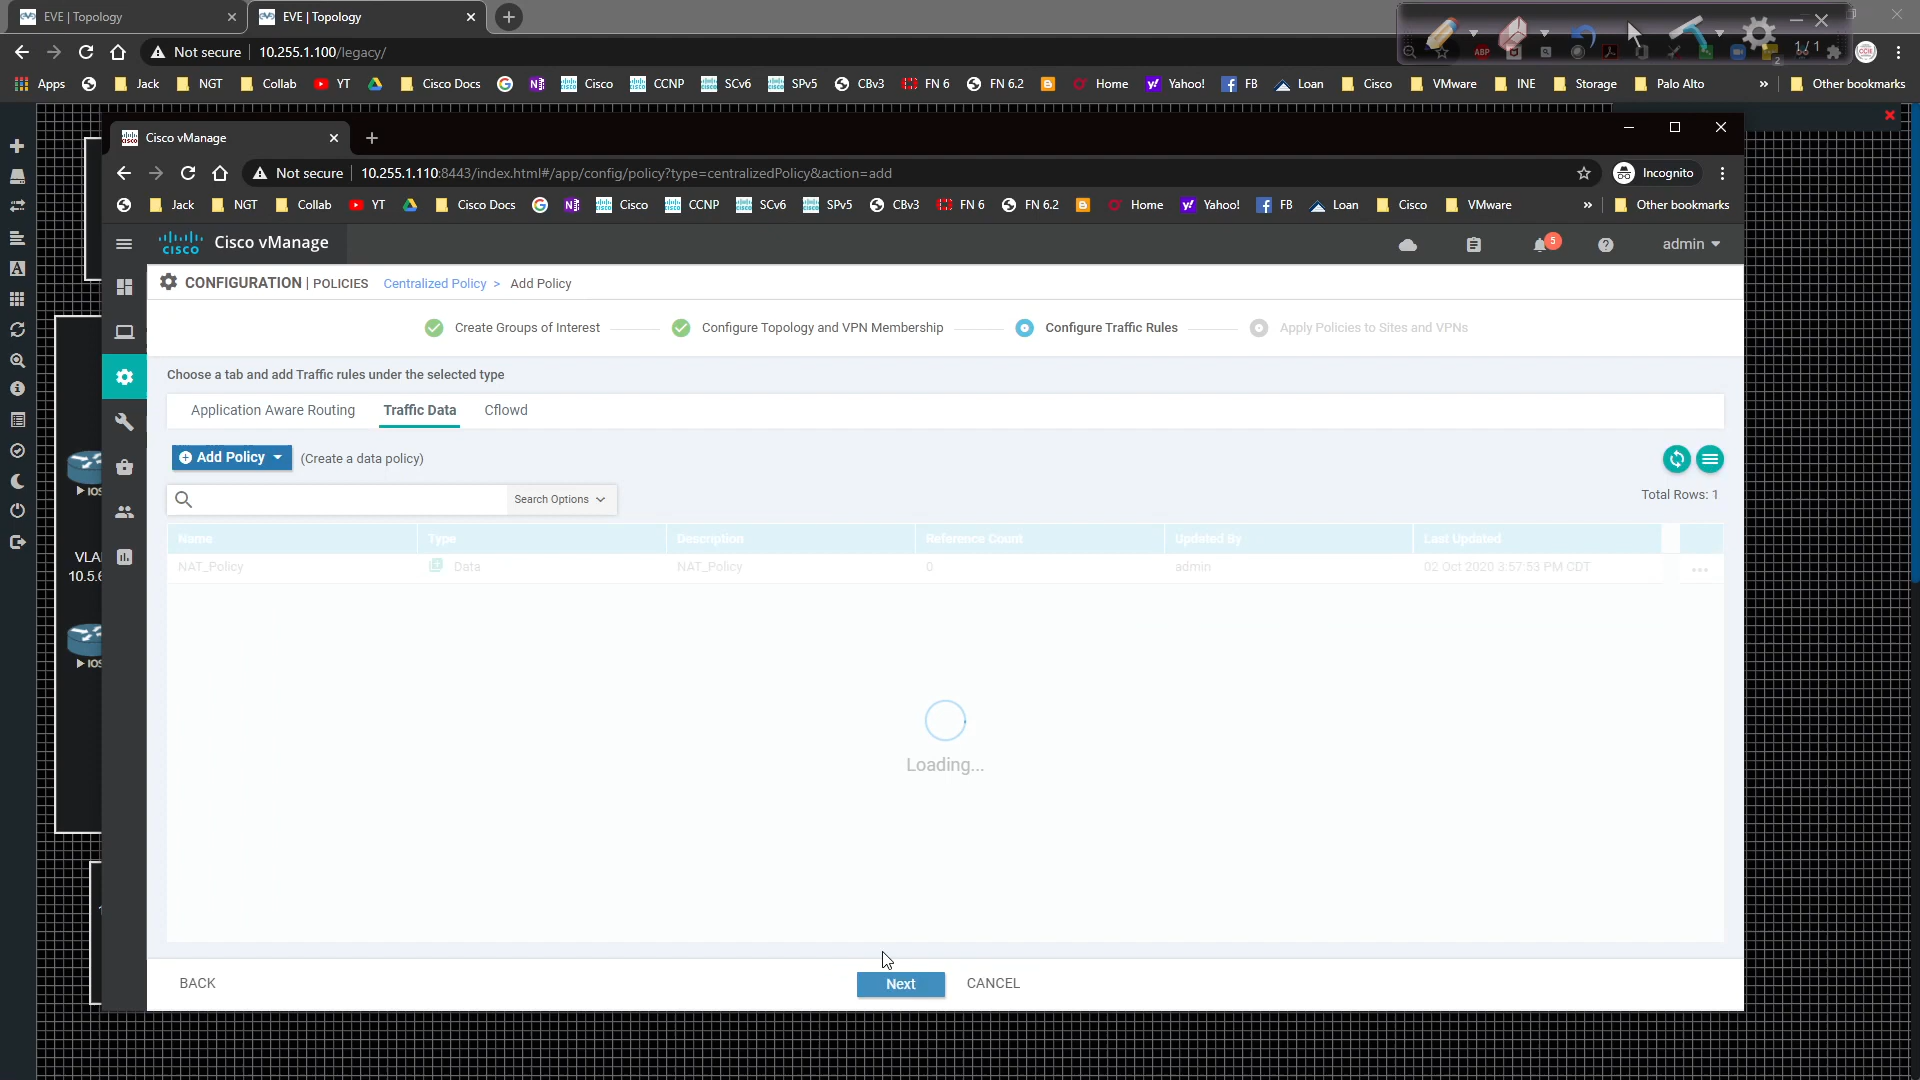 EVE | Topology
EVE | Topology
Not secure 10.255.1.100/legacy/
1 / 1
Apps Jack NGT Collab YT Cisco Docs Cisco CCNP SCv6 SPv5 CBv3 FN 6 FN 6.2 Home Yahoo! FB Loan Cisco VMware INE Storage Palo Alto » Other bookmarks
Cisco vManage
Not secure 10.255.1.110:8443/index.html#/app/config/policy?type=centralizedPolicy&action=add
Incognito
Jack NGT Collab YT Cisco Docs Cisco CCNP SCv6 SPv5 CBv3 FN 6 FN 6.2 Home Yahoo! FB Loan Cisco VMware » Other bookmarks
CISCO Cisco vManage
5
admin
CONFIGURATION | POLICIES Centralized Policy > Add Policy
Create Groups of Interest Configure Topology and VPN Membership Configure Traffic Rules Apply Policies to Sites and VPNs
Choose a tab and add Traffic rules under the selected type
Application Aware Routing Traffic Data Cflowd
Add Policy (Create a data policy)
Search Options
Total Rows: 1
Name Type Description Reference Count Updated By Last Updated
NAT_Policy Data NAT_Policy 0 admin 02 Oct 2020 3:57:53 PM CDT
Loading...
BACK Next CANCEL